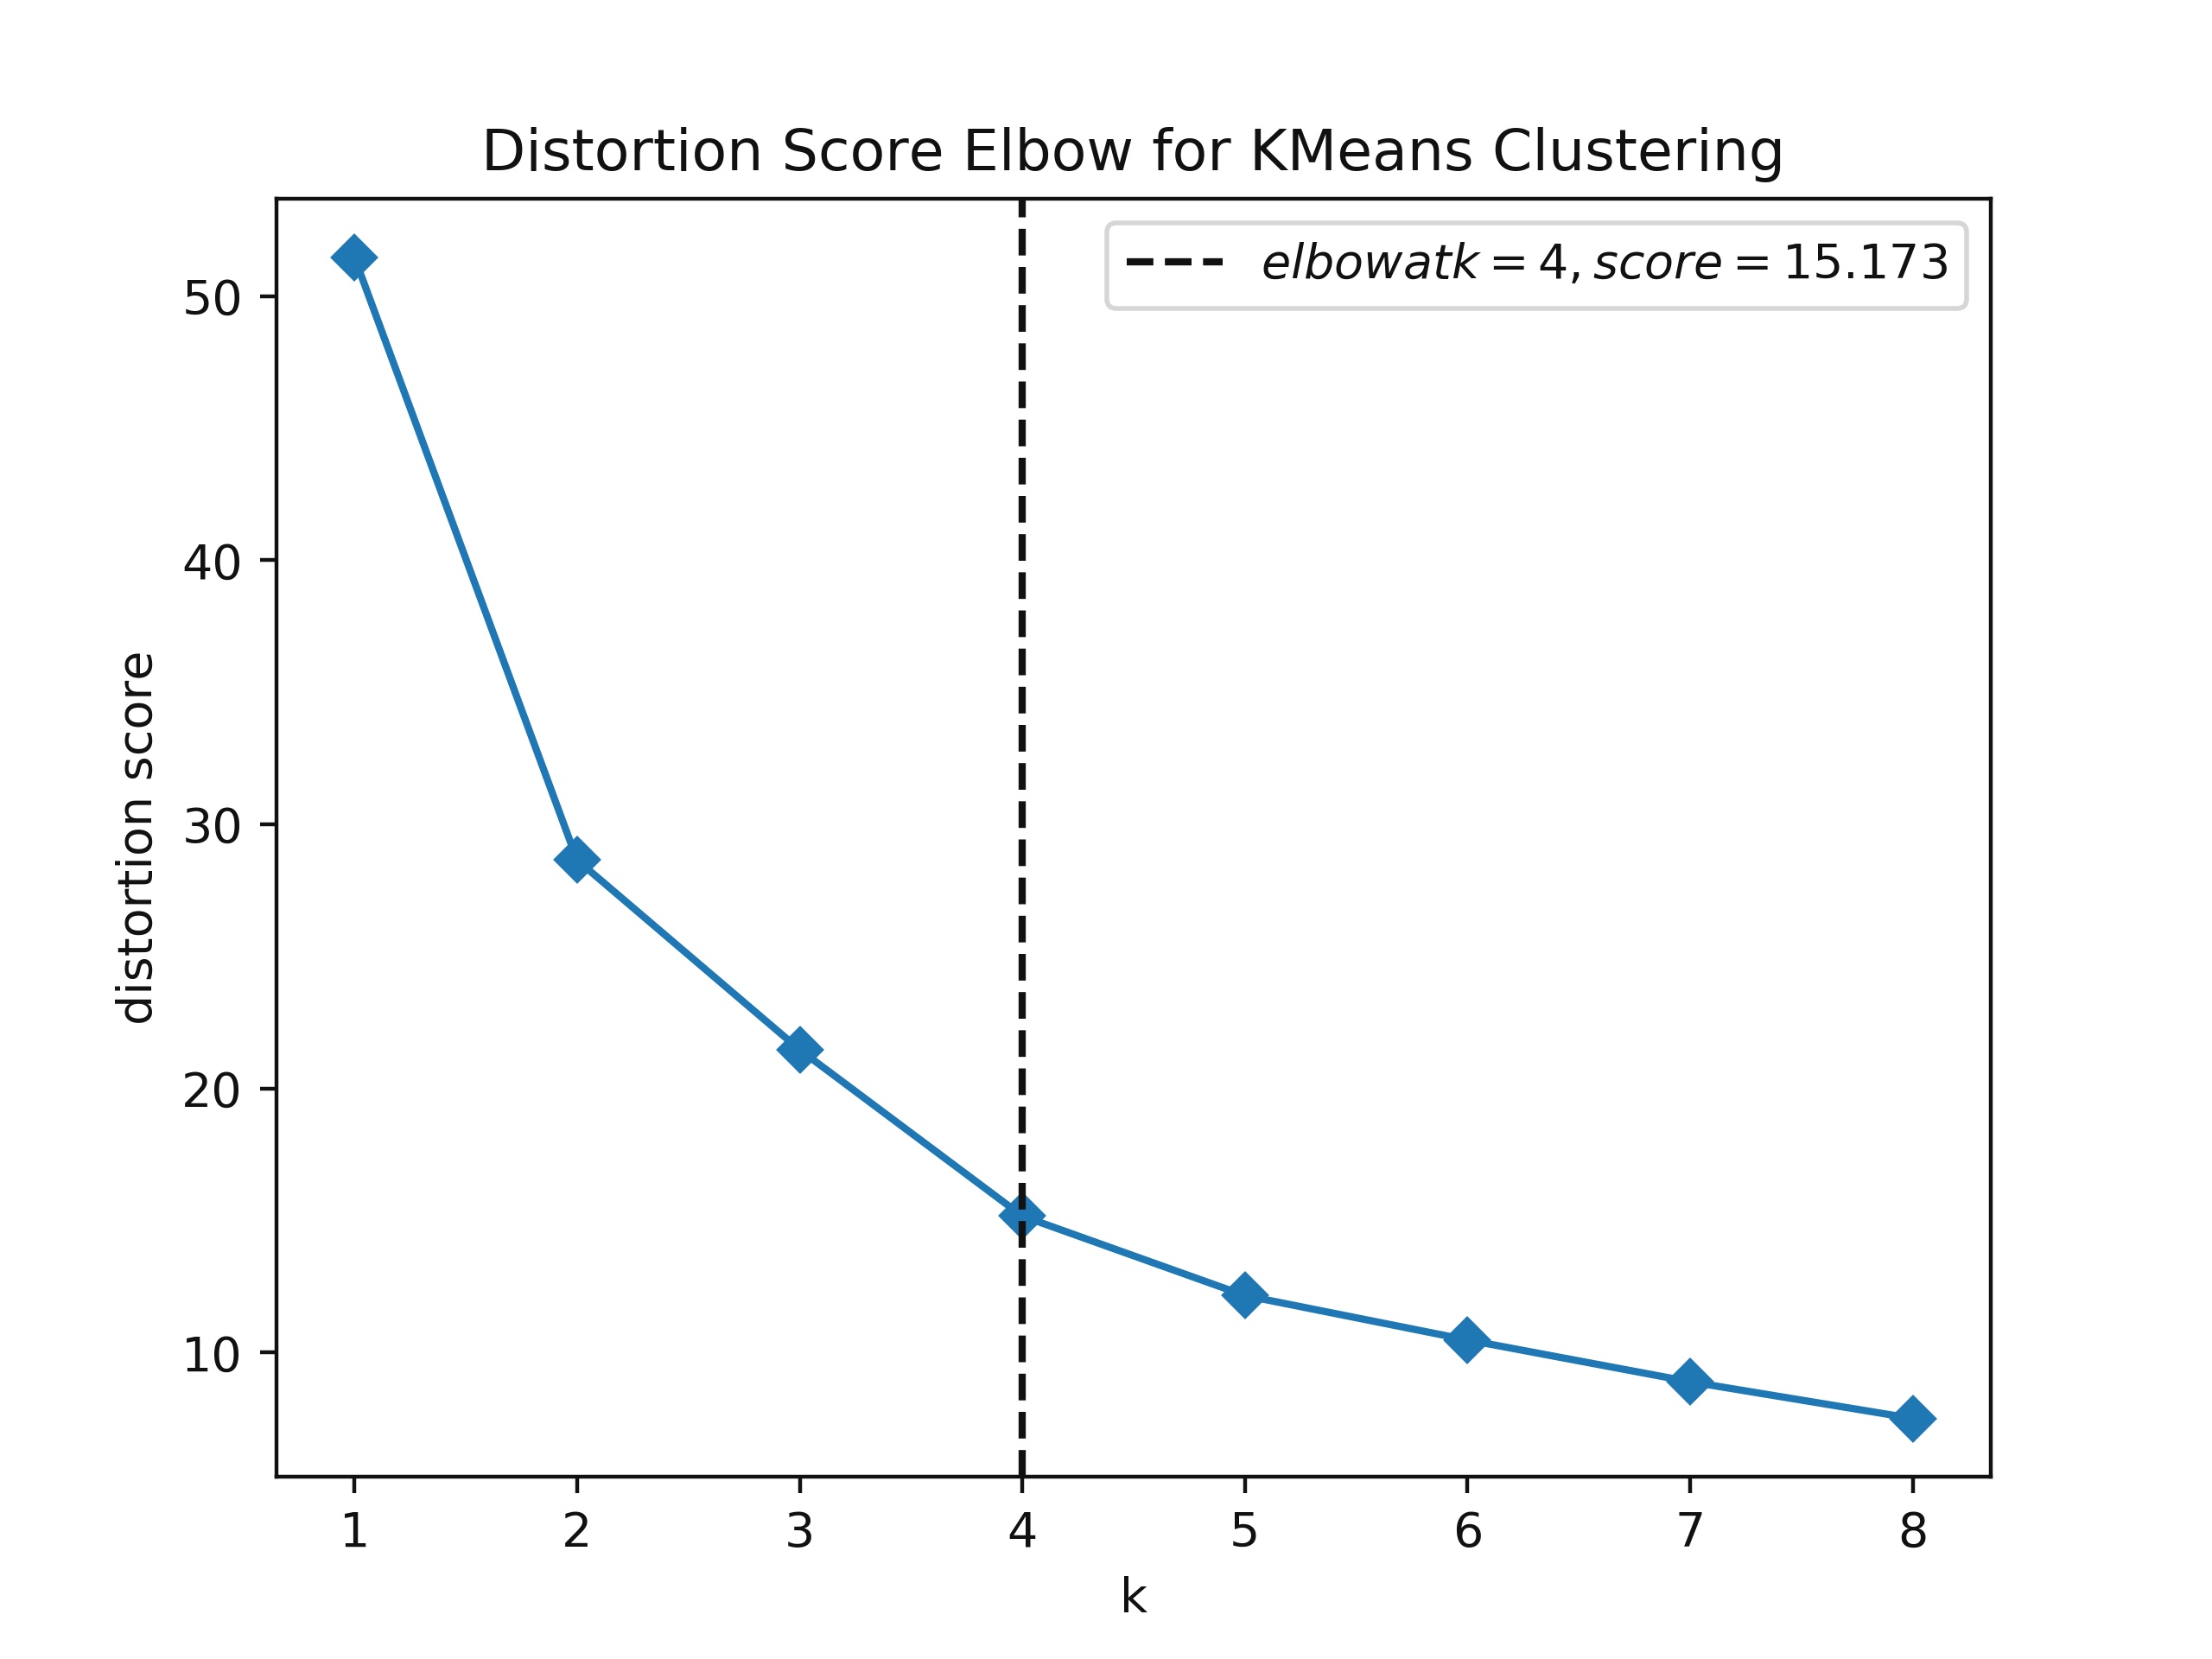 Distortion Score Elbow for KMeans Clustering
elbowatk = 4, score = 15.173
distortion score
50
40
30
20
10
1 2 3 4 5 6 7 8
k